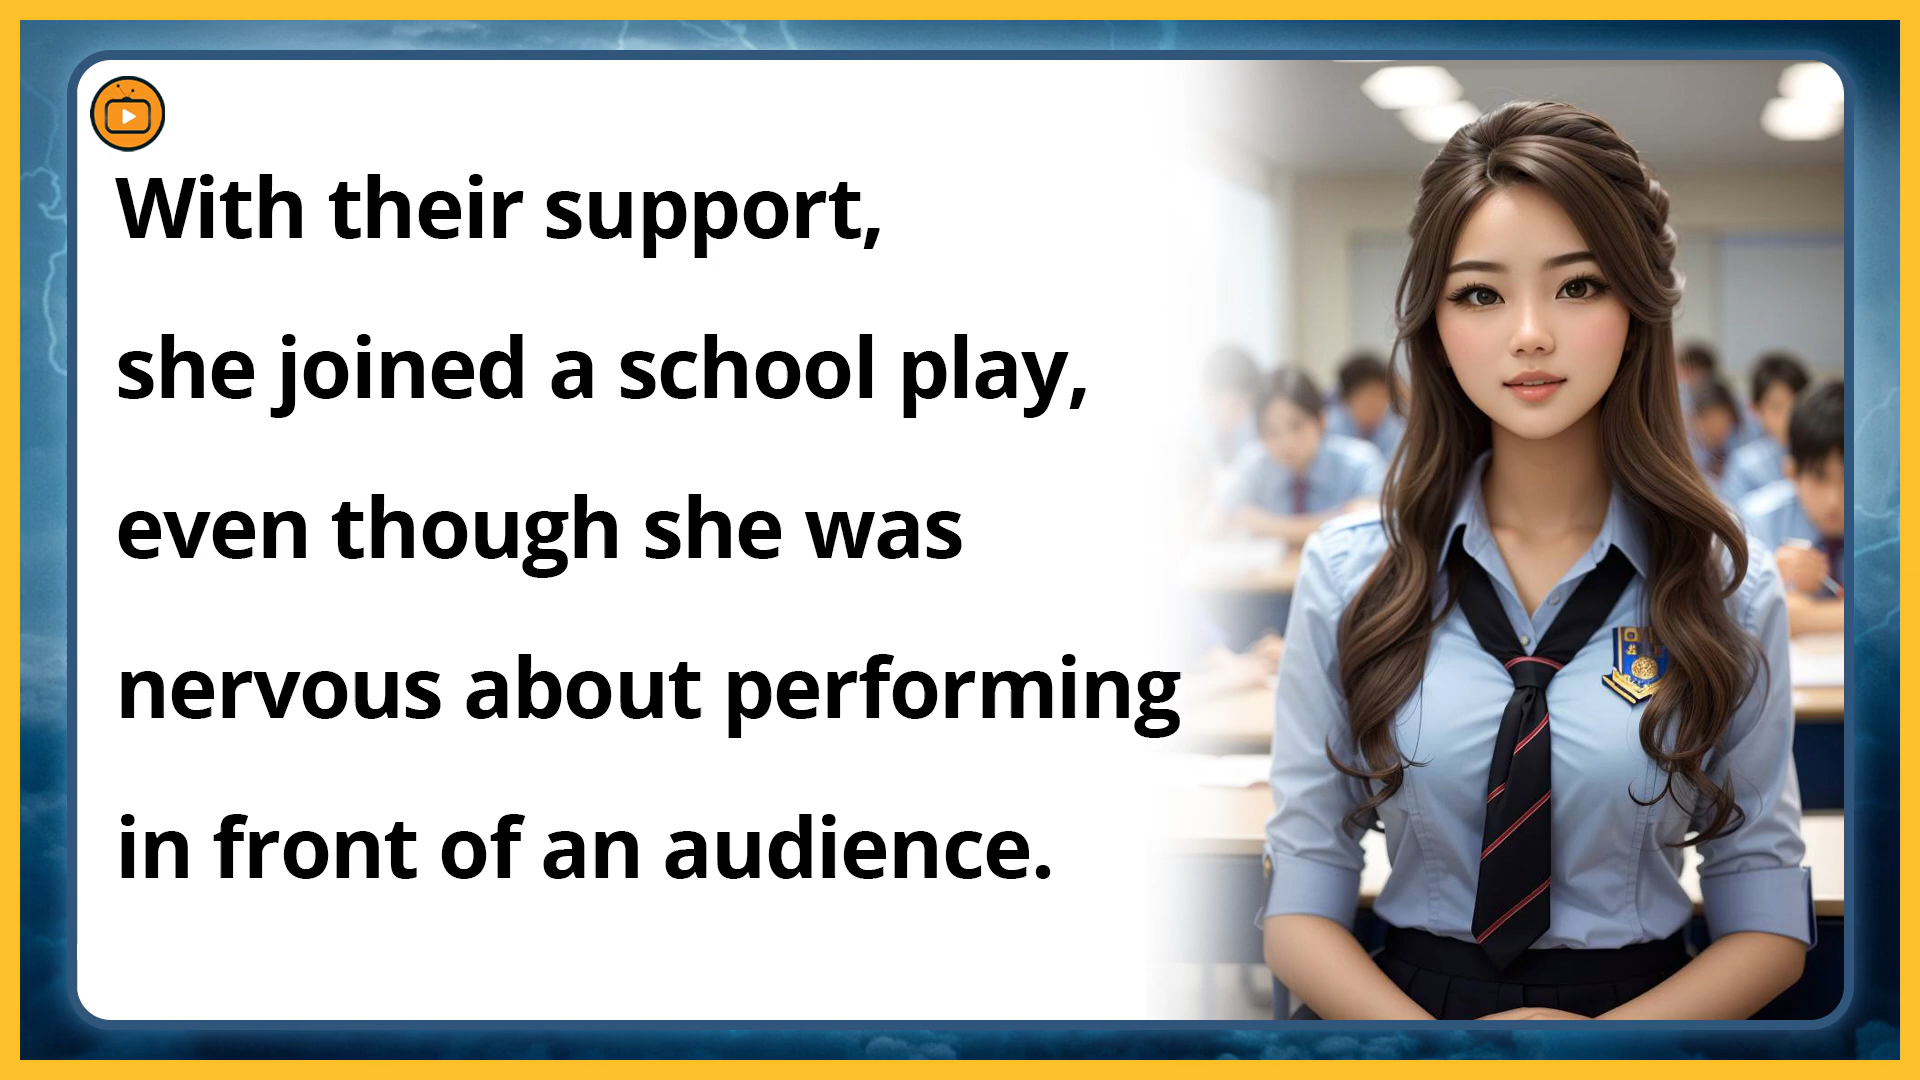 With their support,
she joined a school play,
even though she was
nervous about performing
in front of an audience.